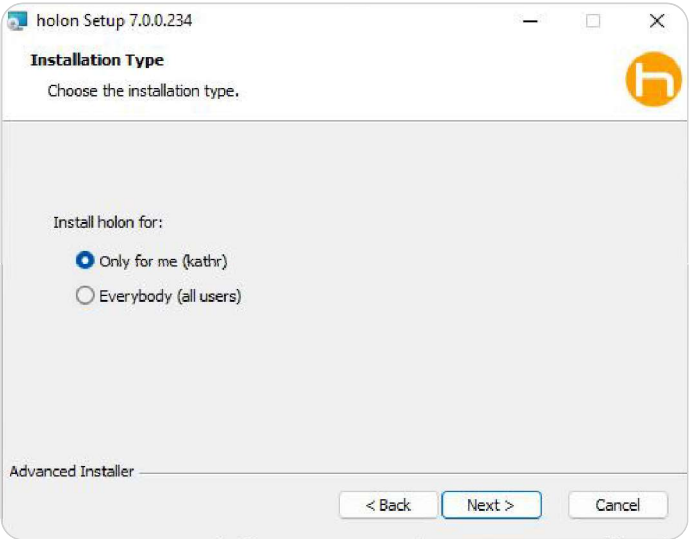 holon Setup 7.0.0.234
Installation Type
Choose the installation type.
h
Install holon for:
Only for me (kathr)
Everybody (all users)
Advanced Installer
< Back
Next >
Cancel